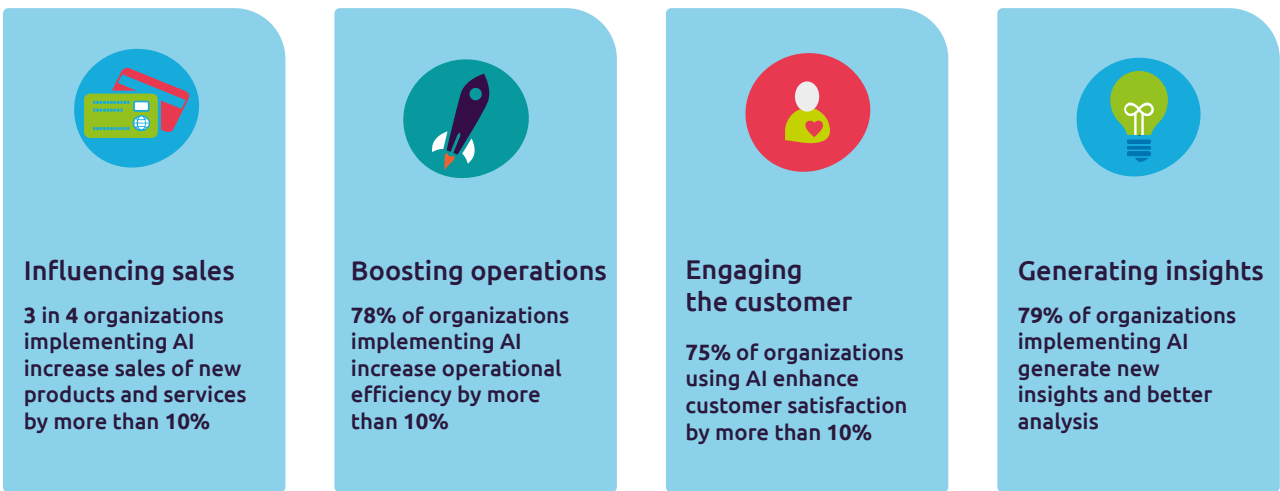 Influencing sales
3 in 4 organizations
implementing AI
increase sales of new
products and services
by more than 10%
Boosting operations
78% of organizations
implementing AI
increase operational
efficiency by more
than 10%
Engaging
the customer
75% of organizations
using AI enhance
customer satisfaction
by more than 10%
Generating insights
79% of organizations
implementing AI
generate new
insights and better
analysis